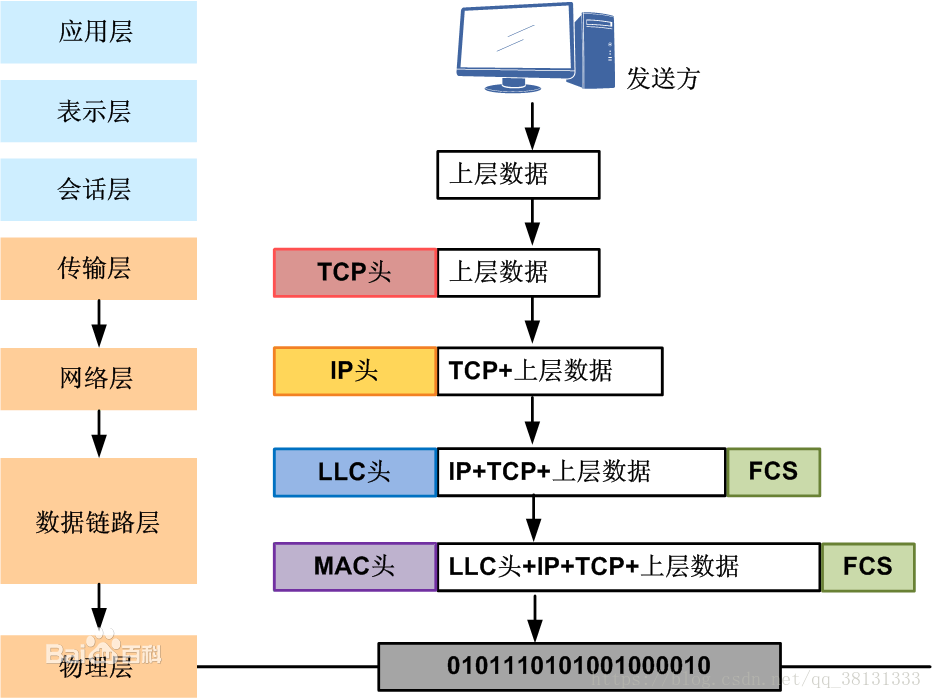 应用层
发送方
表示层
上层数据
会话层
传输层
TCP头 上层数据
网络层
IP头 TCP+上层数据
LLC头 IP+TCP+上层数据 FCS
数据链路层
MAC头 LLC头+IP+TCP+上层数据 FCS
物理层
Bai百科
0101110101001000010
https://blog.csdn.net/qq_38131333